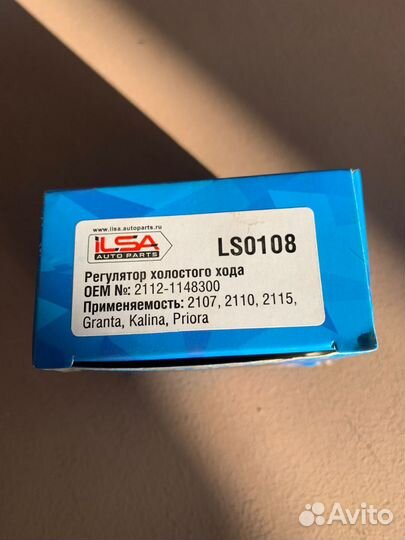 www.ilsa.autoparts.ru
iLSA
AUTO PARTS
LS0108
Регулятор холостого хода
OEM №: 2112-1148300
Применяемость: 2107, 2110, 2115,
Granta, Kalina, Priora
Avito